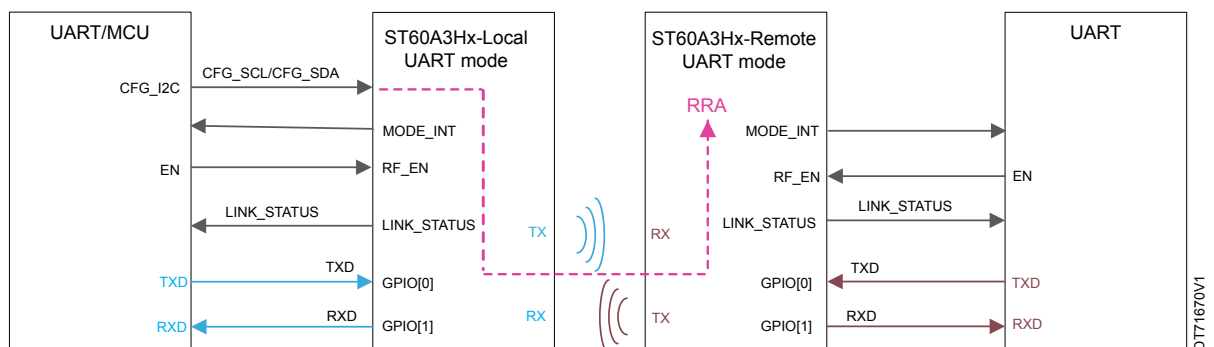 UART/MCU
CFG_I2C
EN
TXD
RXD
CFG_SCL/CFG_SDA
LINK_STATUS
TXD
RXD
ST60A3Hx-Local
UART mode
MODE_INT
RF_EN
LINK_STATUS
TX
GPIO[0]
RX
GPIO[1]
ST60A3Hx-Remote
UART mode
RRA
MODE_INT
RF_EN
LINK_STATUS
RX
GPIO[0]
TX
GPIO[1]
LINK_STATUS
TXD
RXD
UART
EN
TXD
RXD
DT71670V1